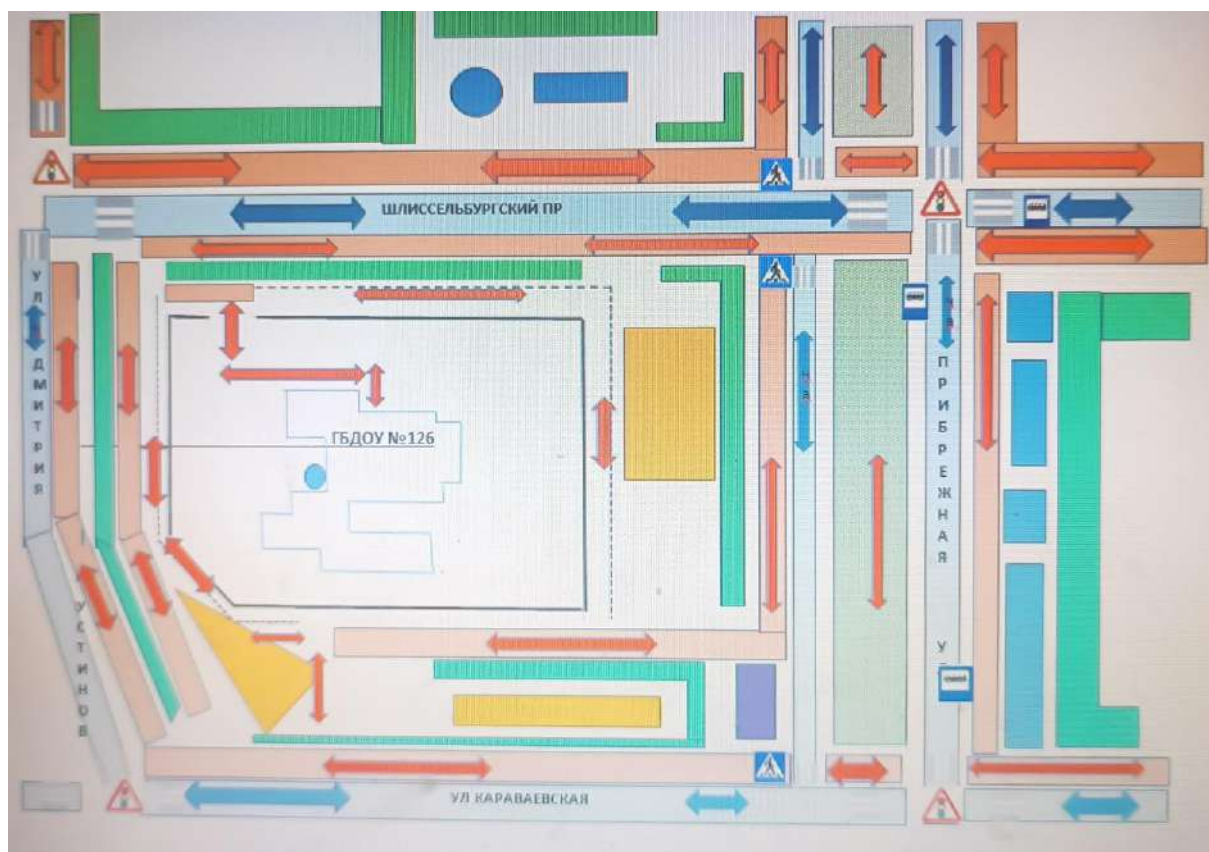 ШЛИССЕЛЬБУРГСКИЙ ПР
УЛ ДМИТРИЯ
УСТИНОВ
ГБДОУ №126
ПРИБРЕЖНАЯ У
УЛ КАРАВАЕВСКАЯ